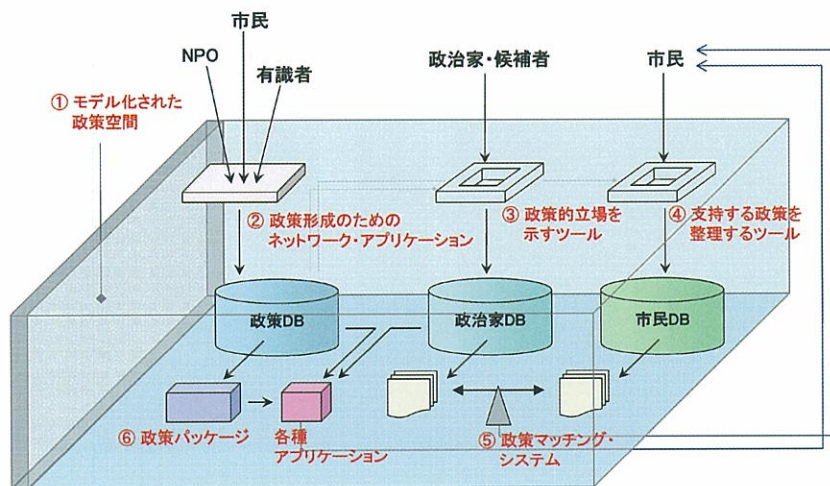 市民
NPO
有識者
政治家・候補者
市民
① モデル化された
政策空間
② 政策形成のための
ネットワーク・アプリケーション
③ 政策的立場を
示すツール
④ 支持する政策を
整理するツール
政策DB
政治家DB
市民DB
⑥ 政策パッケージ
各種
アプリケーション
⑤ 政策マッチング・
システム